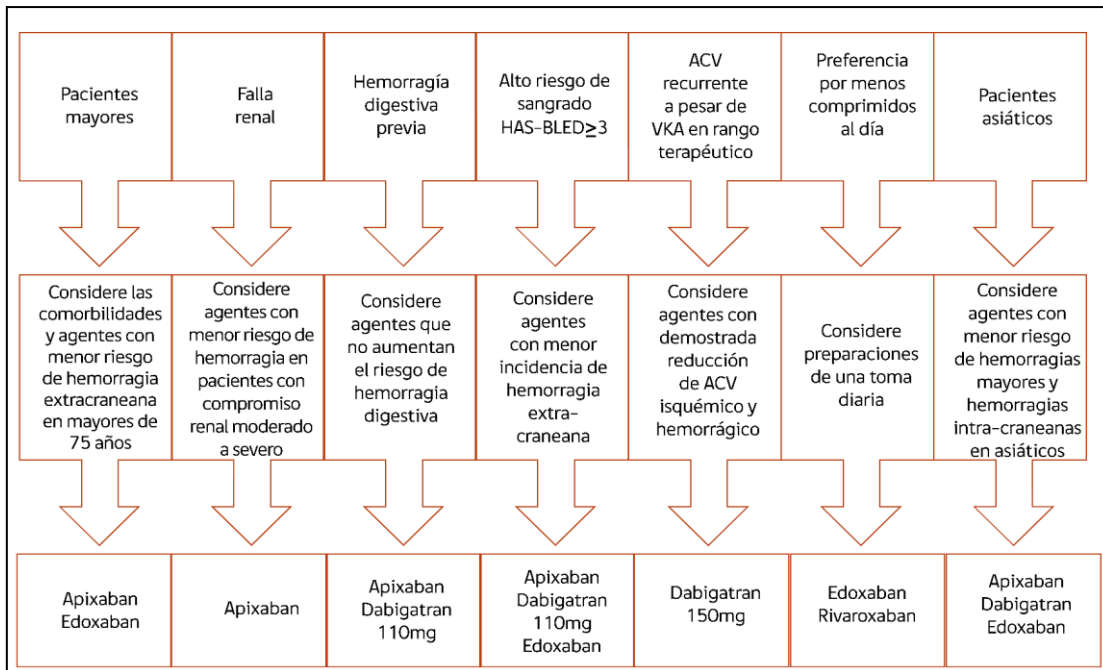 Pacientes
mayores
Falla
renal
Hemorragía
digestiva
previa
Alto riesgo de
sangrado
HAS-BLED≥3
ACV
recurrente
a pesar de
VKA en rango
terapéutico
Preferencia
por menos
comprimidos
al día
Pacientes
asiáticos
Considere las
comorbilidades
y agentes con
menor riesgo
de hemorragia
extracraneana
en mayores de
75 años
Considere
agentes con
menor riesgo de
hemorragia en
pacientes con
compromiso
renal moderado
a severo
Considere
agentes que
no aumentan
el riesgo de
hemorragia
digestiva
Considere
agentes
con menor
incidencia de
hemorragia
extra-
craneana
Considere
agentes con
demostrada
reducción
de ACV
isquémico y
hemorrágico
Considere
preparaciones
de una toma
diaria
Considere
agentes con
menor riesgo
de hemorragias
mayores y
hemorragias
intra-craneanas
en asiáticos
Apixaban
Edoxaban
Apixaban
Apixaban
Dabigatran
110mg
Apixaban
Dabigatran
110mg
Edoxaban
Dabigatran
150mg
Edoxaban
Rivaroxaban
Apixaban
Dabigatran
Edoxaban